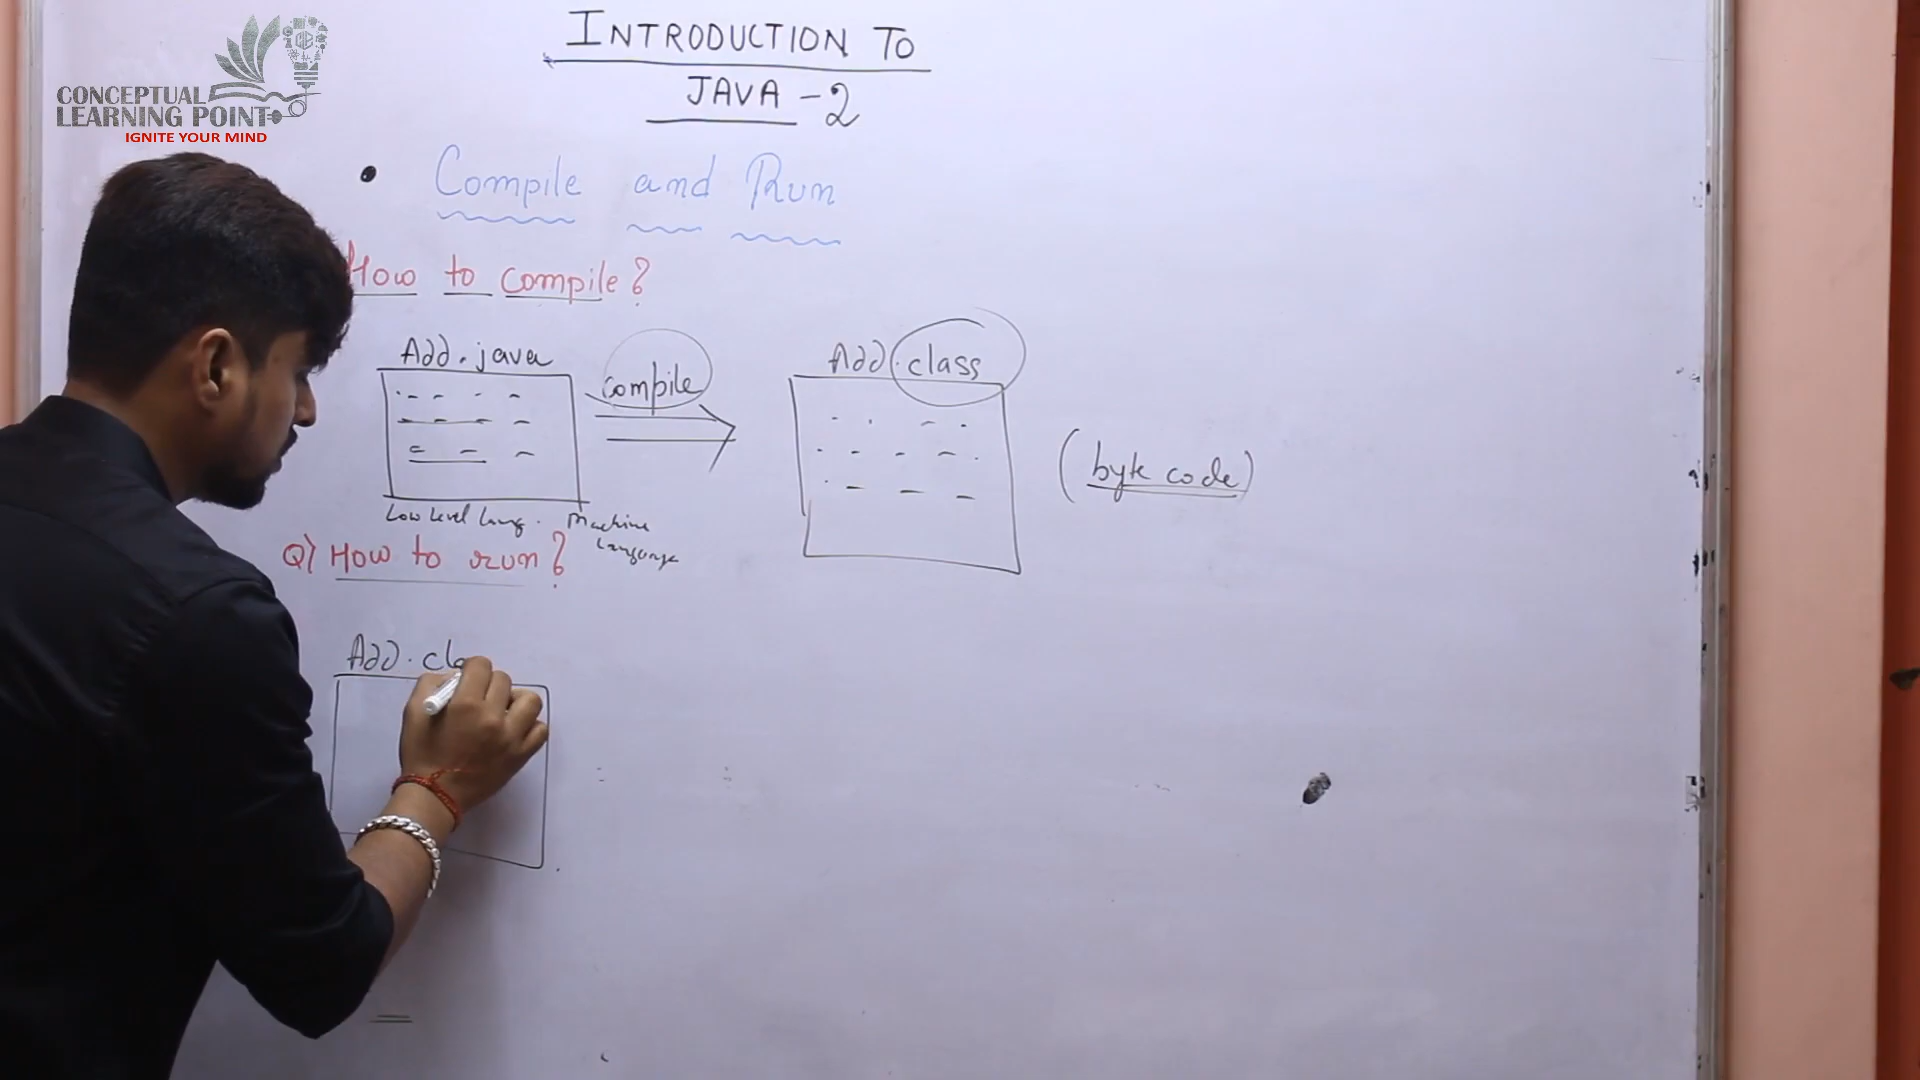 CONCEPTUAL
LEARNING POINT
IGNITE YOUR MIND
INTRODUCTION TO
JAVA - 2
• Compile and Run
How to compile?
Add.java
compile
Add.class
(byte code)
Low Level Lang. Machine
Language
Q) How to run?
Add.cla